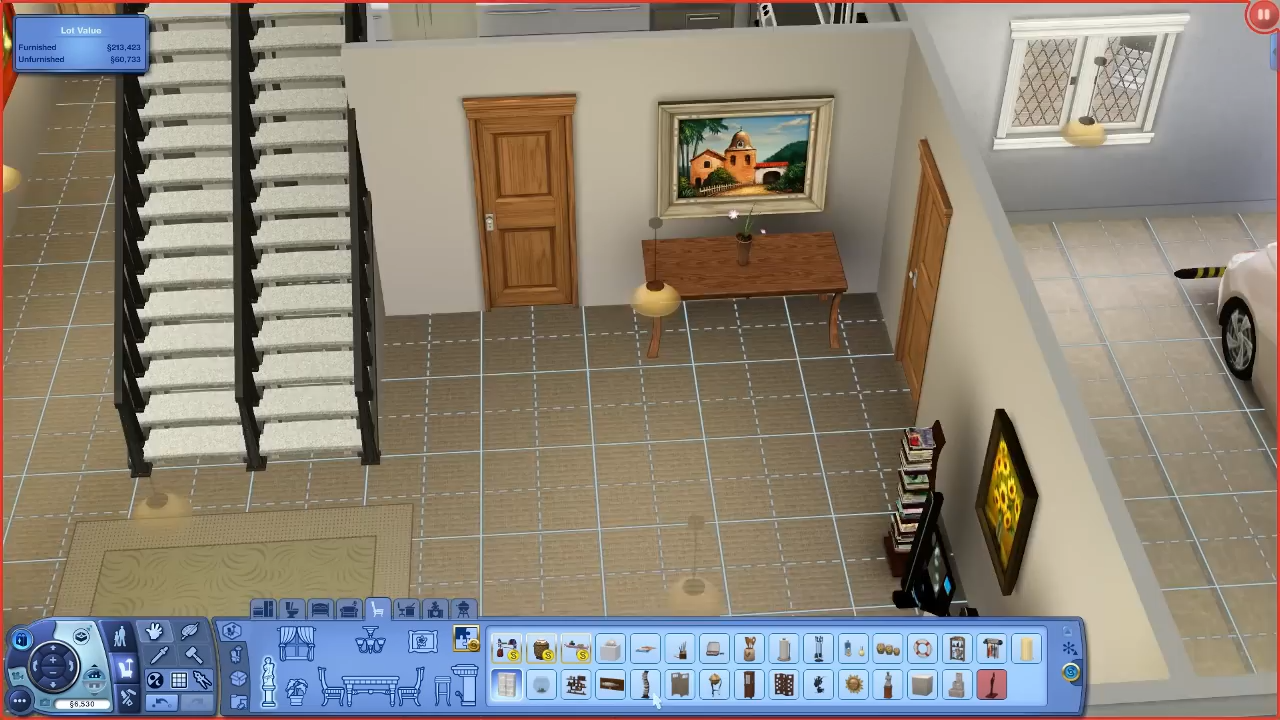 Lot Value
Furnished §213,423
Unfurnished §60,733
§6,530